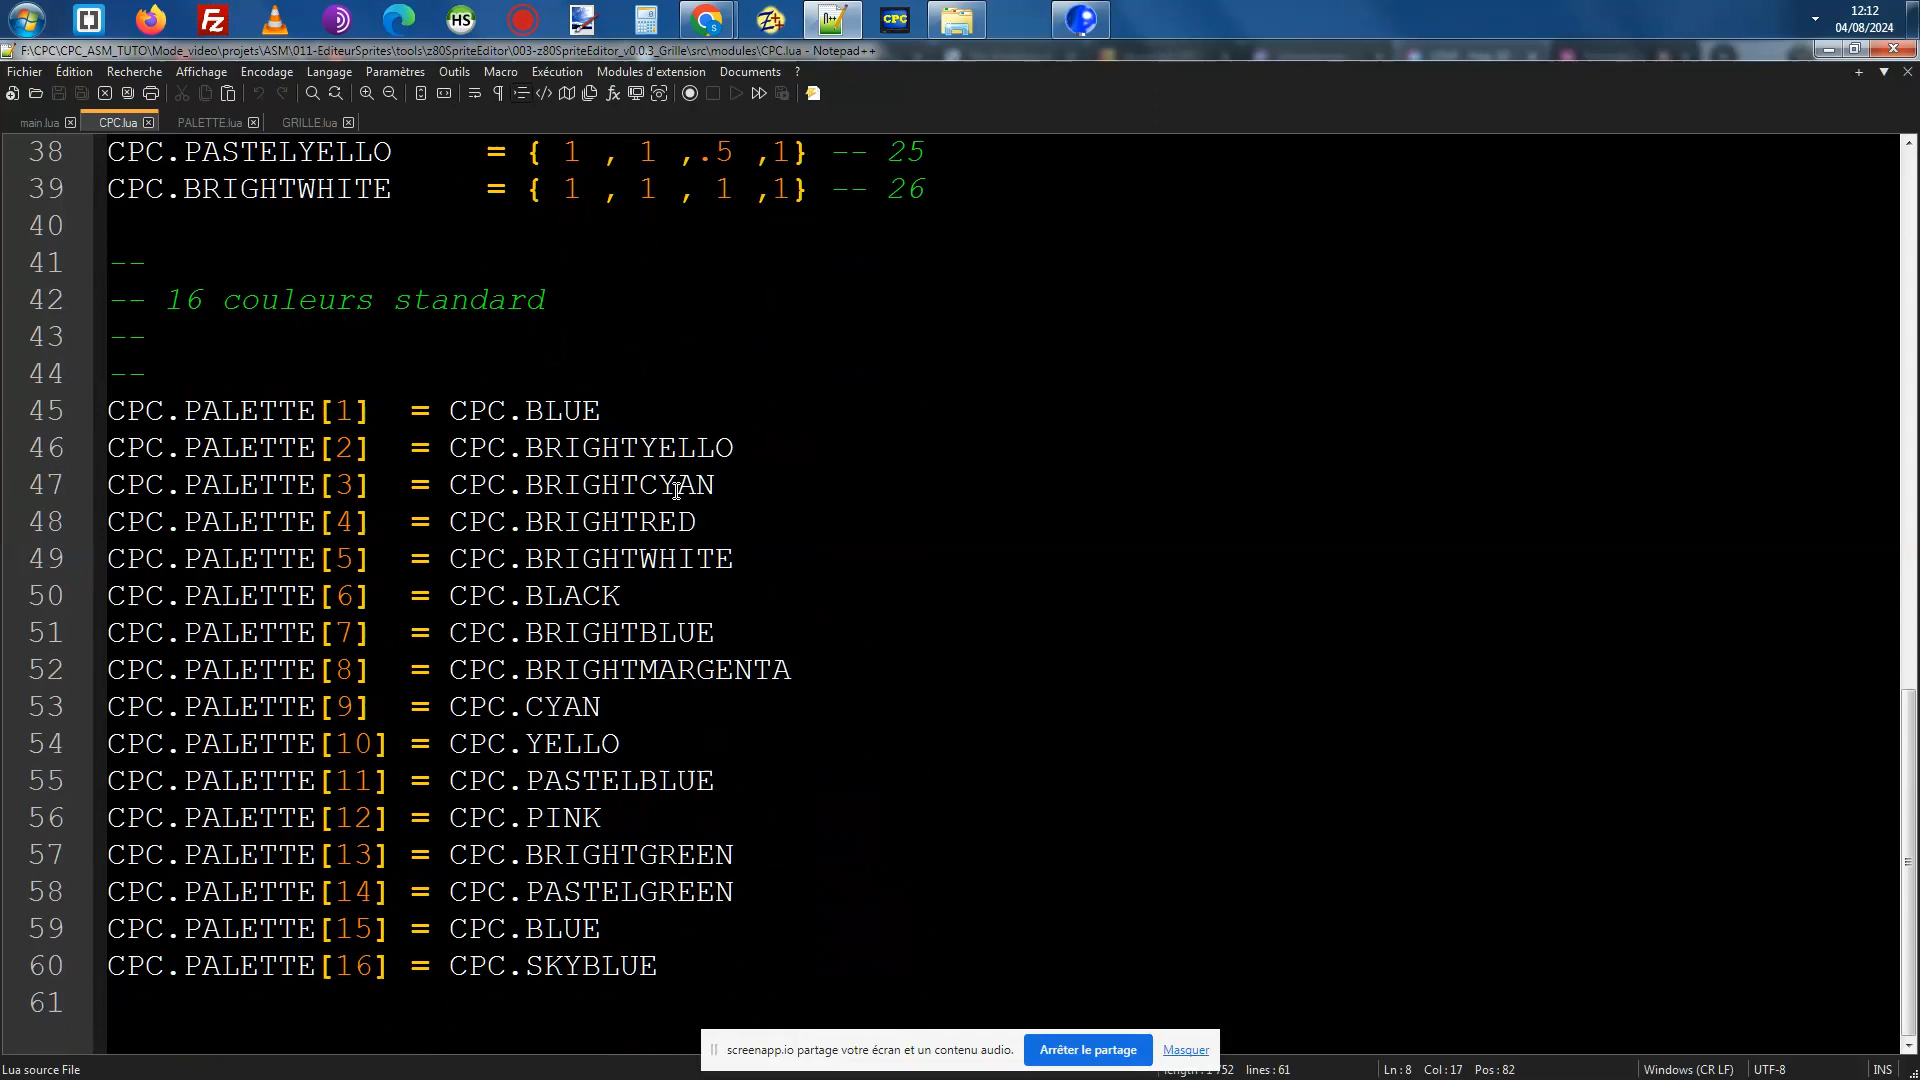 HS
CPC
12:12
04/08/2024
F:\CPC\CPC_ASM_TUTO\Mode_video\projets\ASM\011-EditeurSprites\tools\z80SpriteEditor\003-z80SpriteEditor_v0.0.3_Grille\src\modules\CPC.lua - Notepad++
Fichier Édition Recherche Affichage Encodage Langage Paramètres Outils Macro Exécution Modules d'extension Documents ?
main.lua CPC.lua PALETTE.lua GRILLE.lua
38 CPC.PASTELYELLO = { 1 , 1 ,.5 ,1} -- 25
39 CPC.BRIGHTWHITE = { 1 , 1 , 1 ,1} -- 26
40
41 --
42 -- 16 couleurs standard
43 --
44 --
45 CPC.PALETTE[1] = CPC.BLUE
46 CPC.PALETTE[2] = CPC.BRIGHTYELLO
47 CPC.PALETTE[3] = CPC.BRIGHTCYAN
48 CPC.PALETTE[4] = CPC.BRIGHTRED
49 CPC.PALETTE[5] = CPC.BRIGHTWHITE
50 CPC.PALETTE[6] = CPC.BLACK
51 CPC.PALETTE[7] = CPC.BRIGHTBLUE
52 CPC.PALETTE[8] = CPC.BRIGHTMARGENTA
53 CPC.PALETTE[9] = CPC.CYAN
54 CPC.PALETTE[10] = CPC.YELLO
55 CPC.PALETTE[11] = CPC.PASTELBLUE
56 CPC.PALETTE[12] = CPC.PINK
57 CPC.PALETTE[13] = CPC.BRIGHTGREEN
58 CPC.PALETTE[14] = CPC.PASTELGREEN
59 CPC.PALETTE[15] = CPC.BLUE
60 CPC.PALETTE[16] = CPC.SKYBLUE
61
screenapp.io partage votre écran et un contenu audio. Arrêter le partage Masquer
Lua source File lines: 61 Ln: 8 Col: 17 Pos: 82 Windows (CR LF) UTF-8 INS